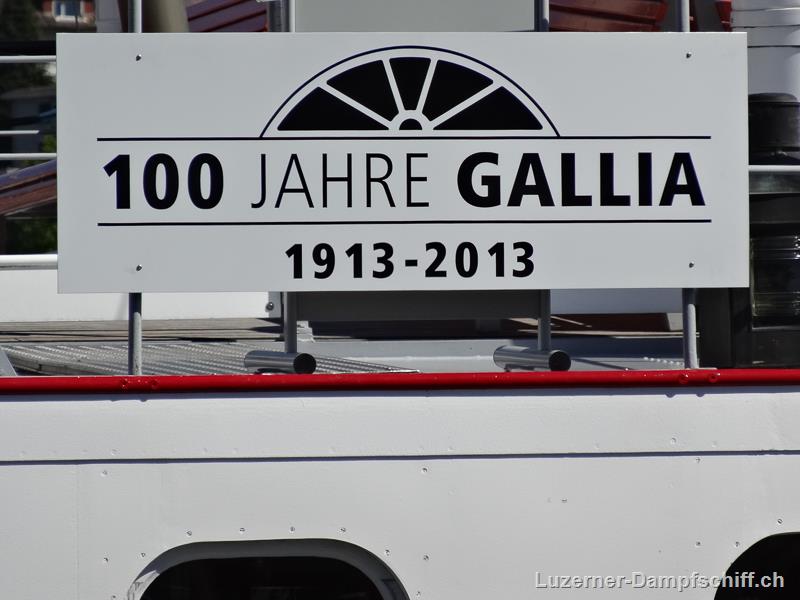 100 JAHRE GALLIA
1913-2013
Luzerner-Dampfschiff.ch